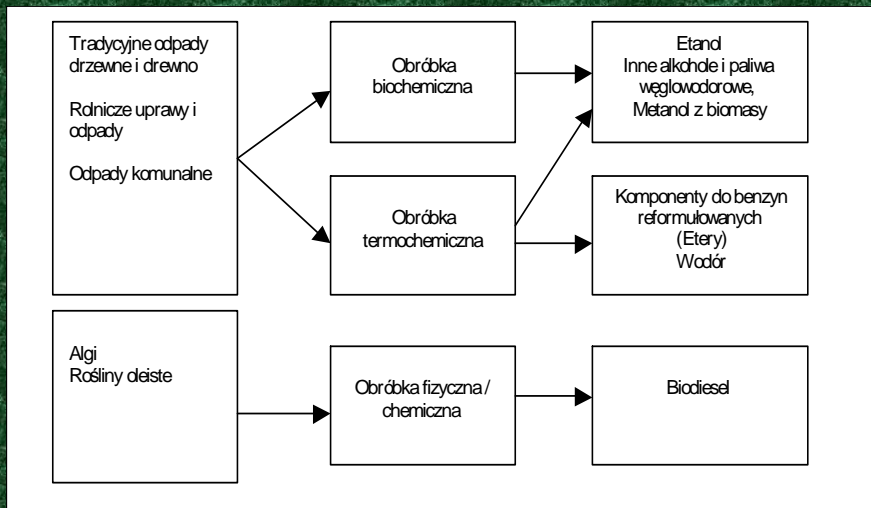 Tradycyjne odpady
drzewne i drewno
Rolnicze uprawy i
odpady
Odpady komunalne
Obróbka
biochemiczna
Etanol
Inne alkohole i paliwa
węglowodorowe,
Metanol z biomasy
Obróbka
termochemiczna
Komponenty do benzyn
reformułowanych
(Etery)
Wodór
Algi
Rośliny oleiste
Obróbka fizyczna /
chemiczna
Biodiesel